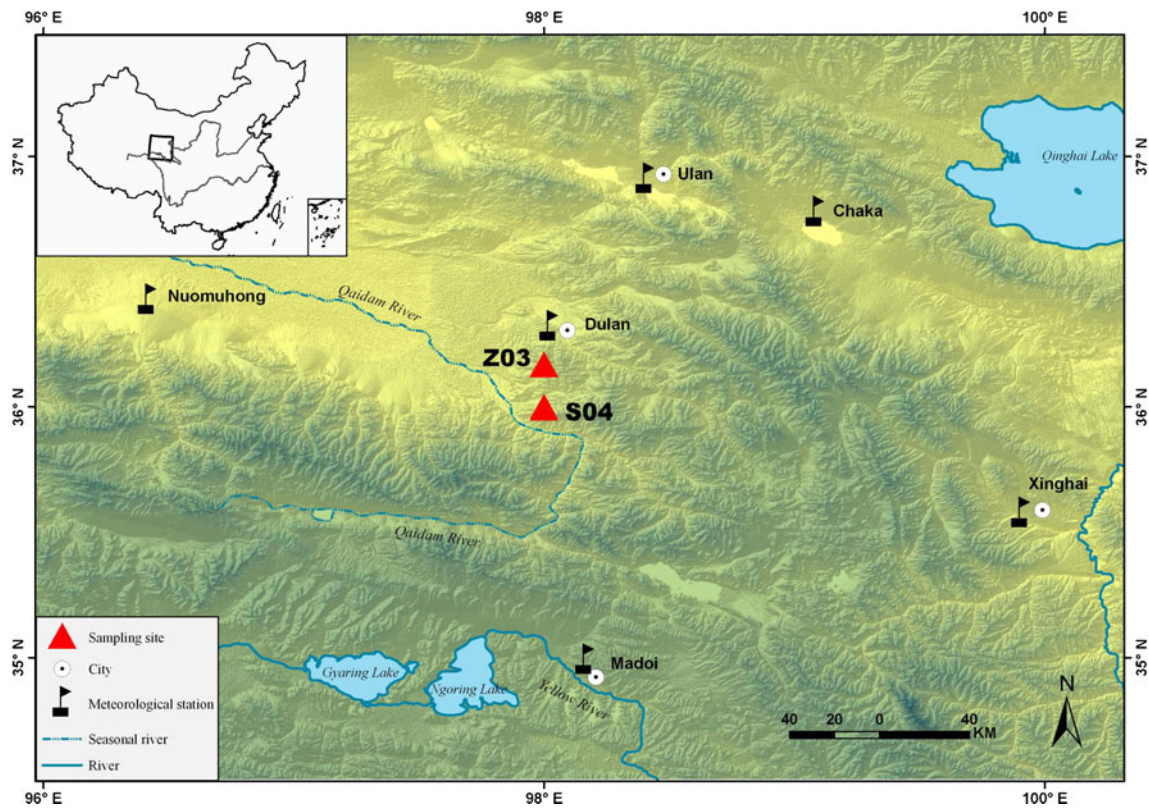 96° E
98° E
100° E
37° N
37° N
Qinghai Lake
Ulan
Chaka
Nuomuhong
Qaidam River
Dulan
Z03
36° N
S04
36° N
Xinghai
Qaidam River
35° N
35° N
Madoi
Gyaring Lake
Ngoring Lake
Yellow River
Sampling site
City
Meteorological station
Seasonal river
River
N
40 20 0 40
KM
96° E
98° E
100° E